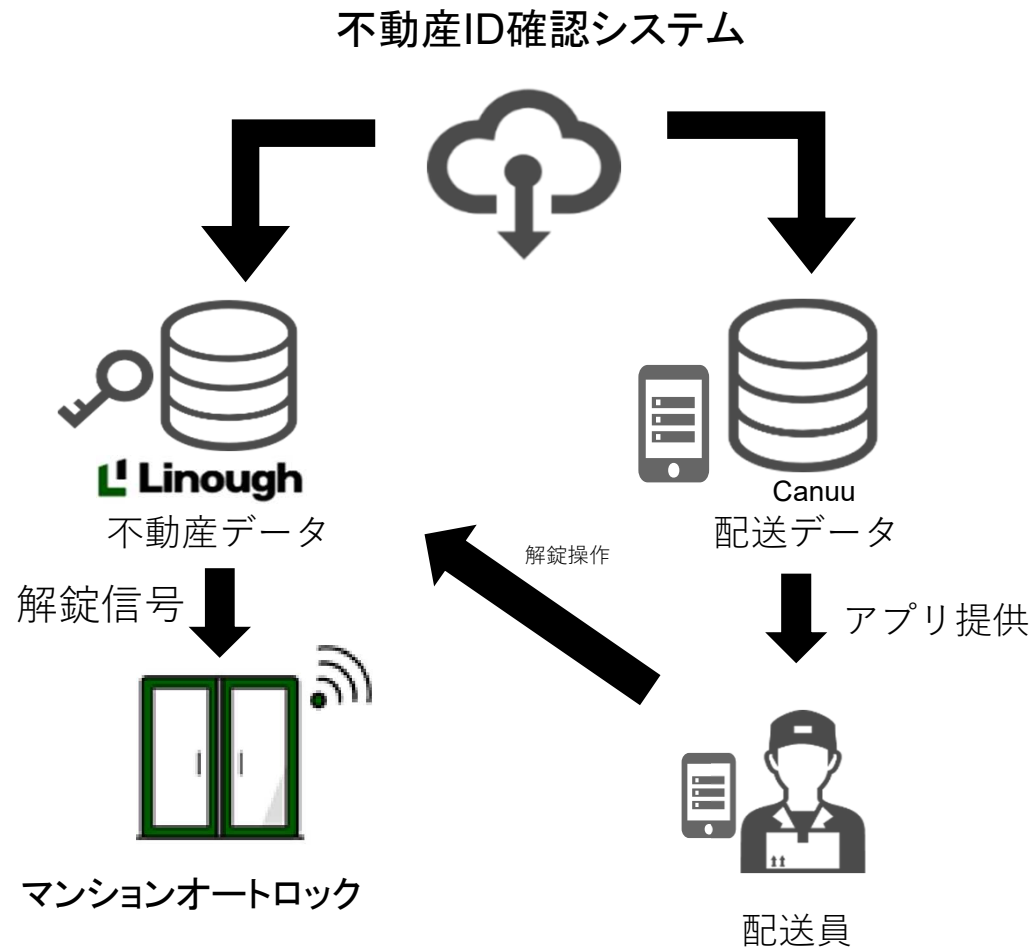 不動産ID確認システム
Linough
不動産データ
Canuu
配送データ
解錠操作
解錠信号
アプリ提供
マンションオートロック
配送員